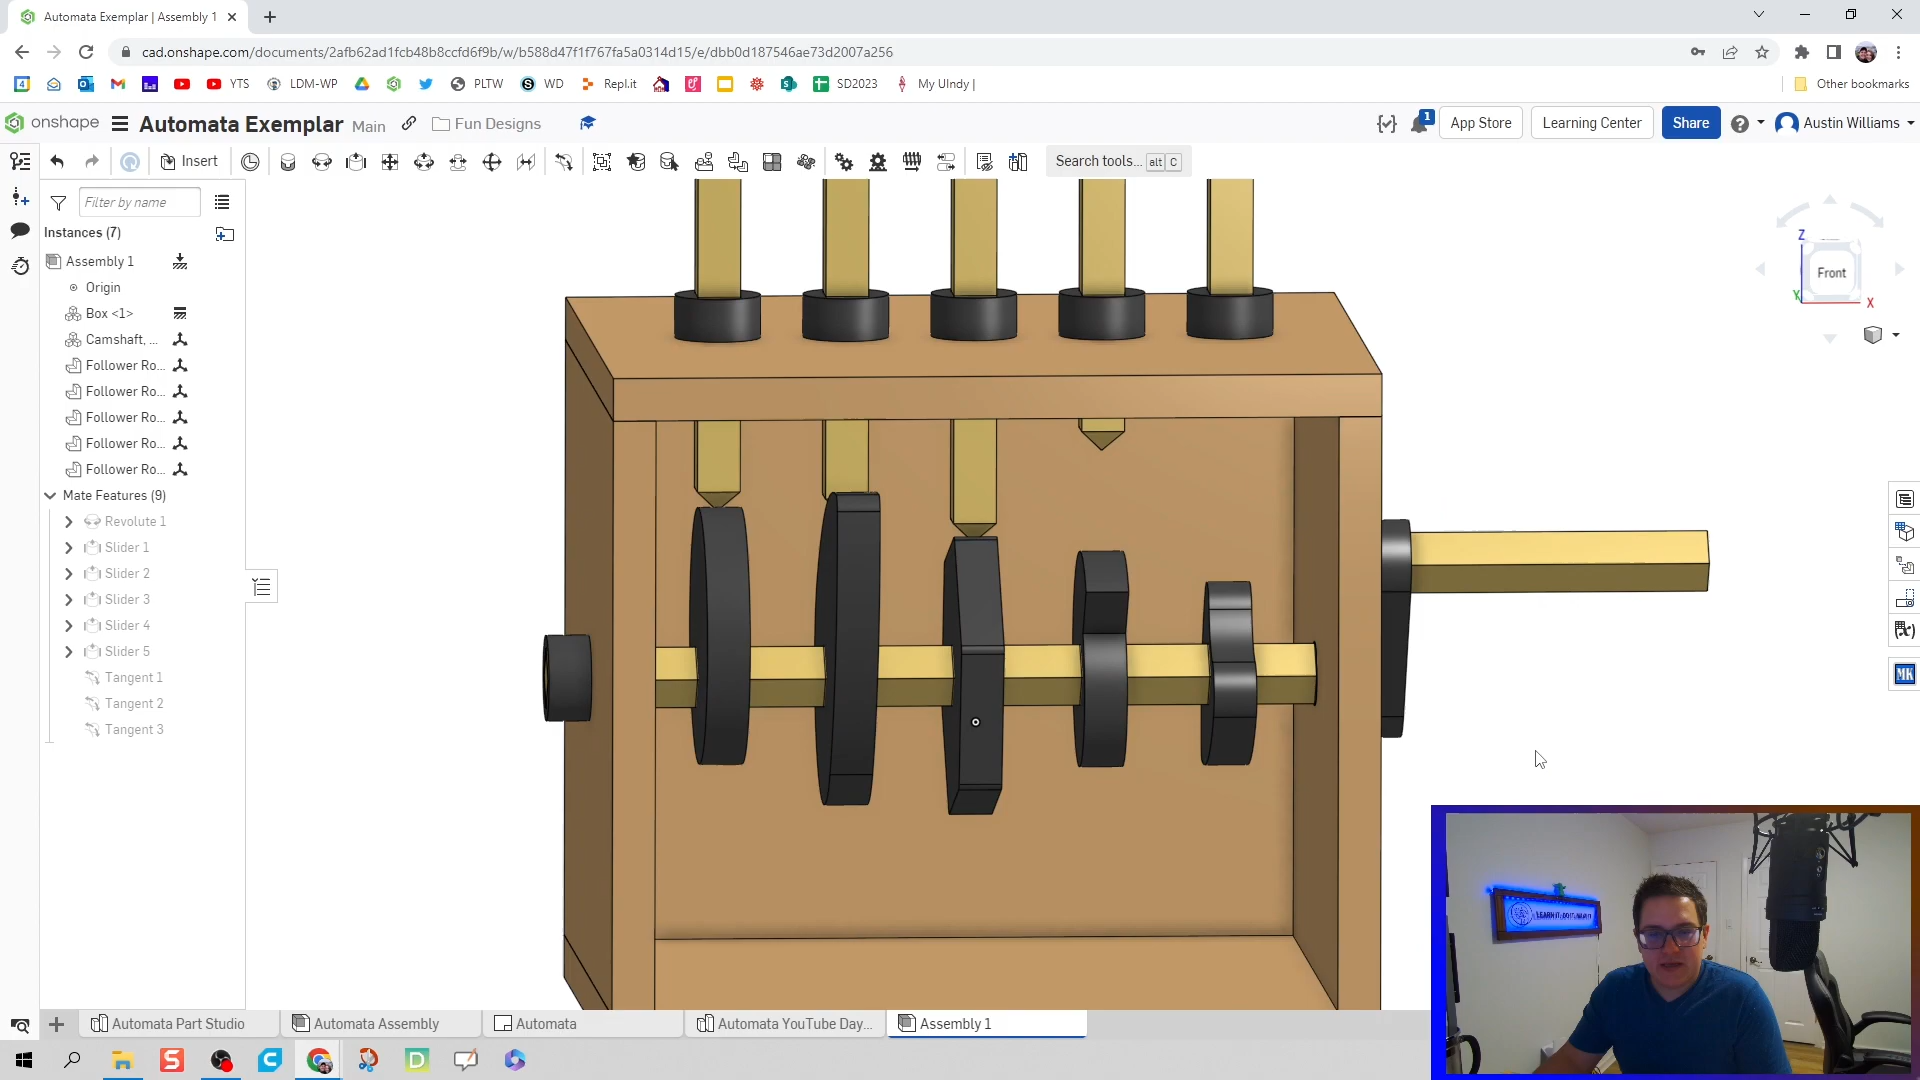 Automata Exemplar | Assembly 1
cad.onshape.com/documents/2afb62ad1fcb48b8ccfd6f9b/w/b588d47f1f767fa5a0314d15/e/dbb0d187546ae73d2007a256
4
YTS
LDM-WP
PLTW
WD
Repl.it
SD2023
My UIndy |
Other bookmarks
onshape
Automata Exemplar
Main
Fun Designs
1
App Store
Learning Center
Share
Austin Williams
Insert
Search tools... alt C
Filter by name
Instances (7)
Assembly 1
Origin
Box <1>
Camshaft, ...
Follower Ro...
Follower Ro...
Follower Ro...
Follower Ro...
Follower Ro...
Mate Features (9)
Revolute 1
Slider 1
Slider 2
Slider 3
Slider 4
Slider 5
Tangent 1
Tangent 2
Tangent 3
Z
Front
Y
X
(x)
MK
Automata Part Studio
Automata Assembly
Automata
Automata YouTube Day...
Assembly 1
S
C
D